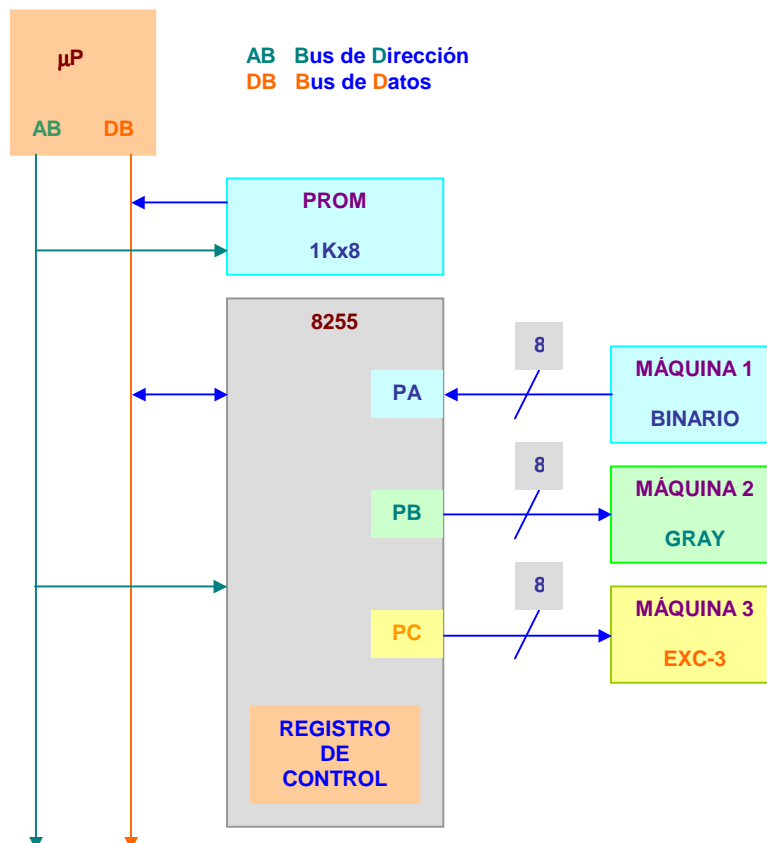 µP
AB Bus de Dirección
DB Bus de Datos
AB DB
PROM
1Kx8
8255
8
MÁQUINA 1
PA
BINARIO
8
MÁQUINA 2
PB
GRAY
8
MÁQUINA 3
PC
EXC-3
REGISTRO
DE
CONTROL